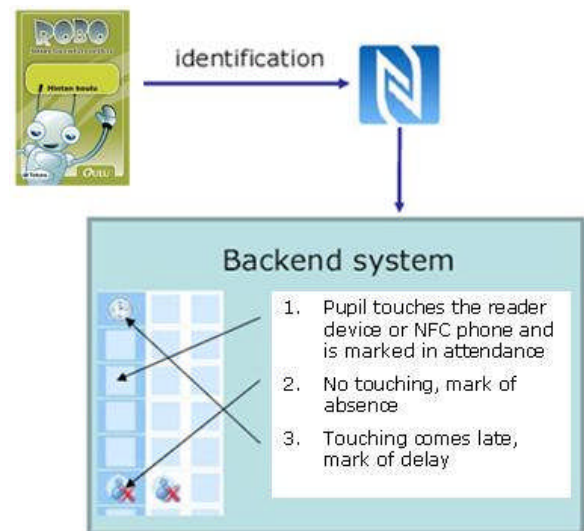 ROBO
Hintan koulu
OULU
identification
Backend system
1. Pupil touches the reader
device or NFC phone and
is marked in attendance
2. No touching, mark of
absence
3. Touching comes late,
mark of delay